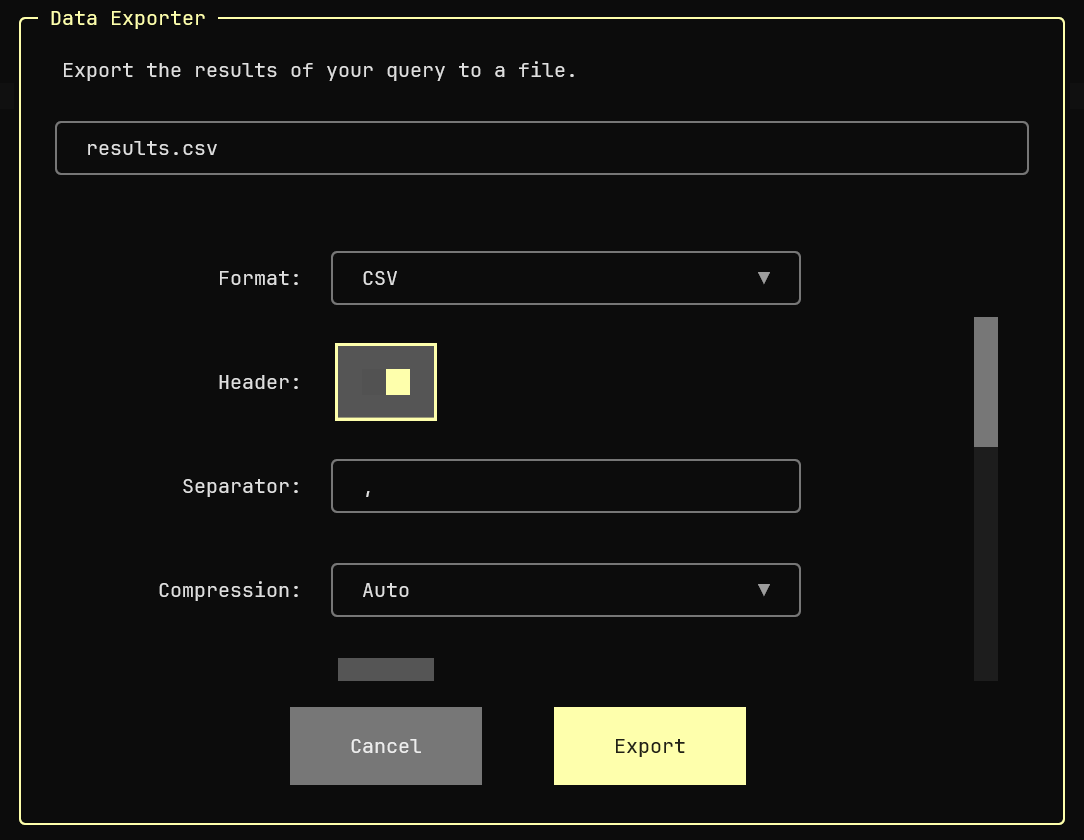 Data Exporter
Export the results of your query to a file.
results.csv
Format: CSV ▼
Header:
Separator: ,
Compression: Auto ▼
Cancel Export